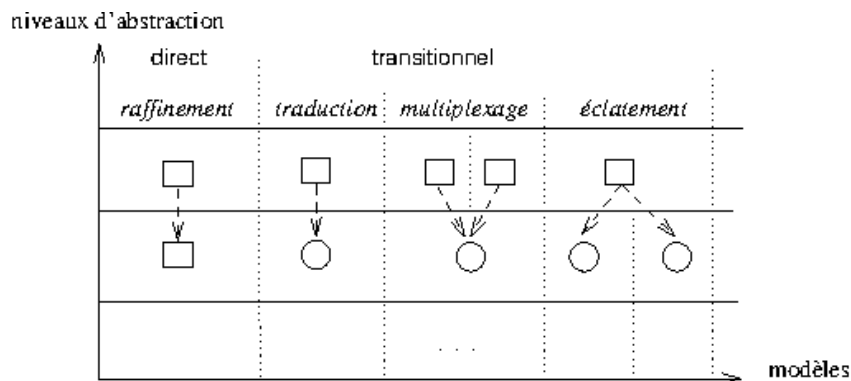 niveaux d'abstraction
direct transitionnel
raffinement traduction multiplexage éclatement
. . .
modèles